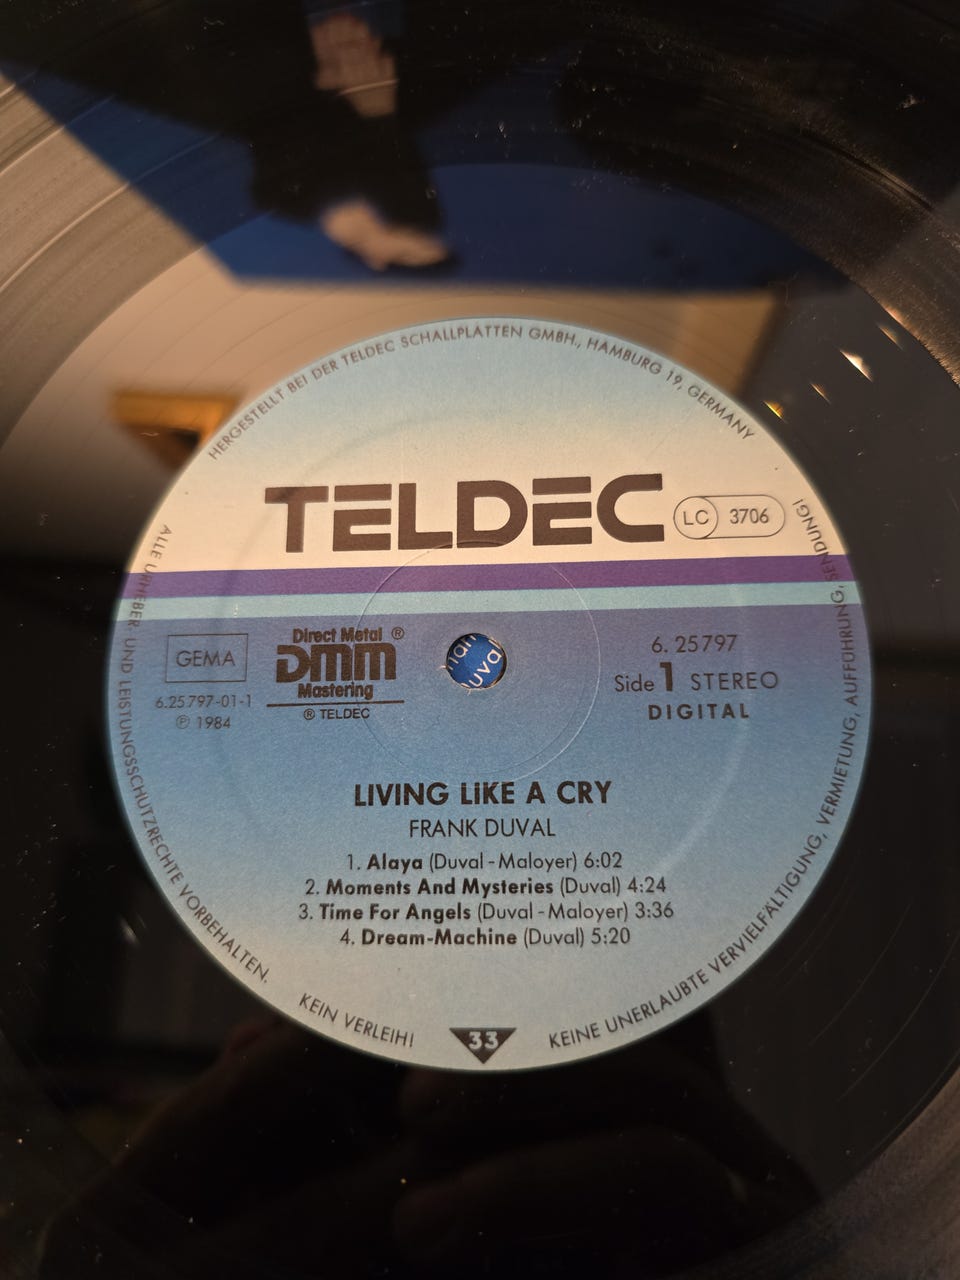 HERGESTELLT BEI DER TELDEC SCHALLPLATTEN GMBH., HAMBURG 19, GERMANY
TELDEC
LC 3706
GEMA
6.25797-01-1
℗ 1984
Direct Metal ®
DMM
Mastering
® TELDEC
Duval
6.25797
Side 1 STEREO
DIGITAL
LIVING LIKE A CRY
FRANK DUVAL
1. Alaya (Duval-Maloyer) 6:02
2. Moments And Mysteries (Duval) 4:24
3. Time For Angels (Duval-Maloyer) 3:36
4. Dream-Machine (Duval) 5:20
ALLE URHEBER- UND LEISTUNGSSCHUTZRECHTE VORBEHALTEN.
KEIN VERLEIH!
33
KEINE UNERLAUBTE VERVIELFÄLTIGUNG, VERMIETUNG, AUFFÜHRUNG, SENDUNG!